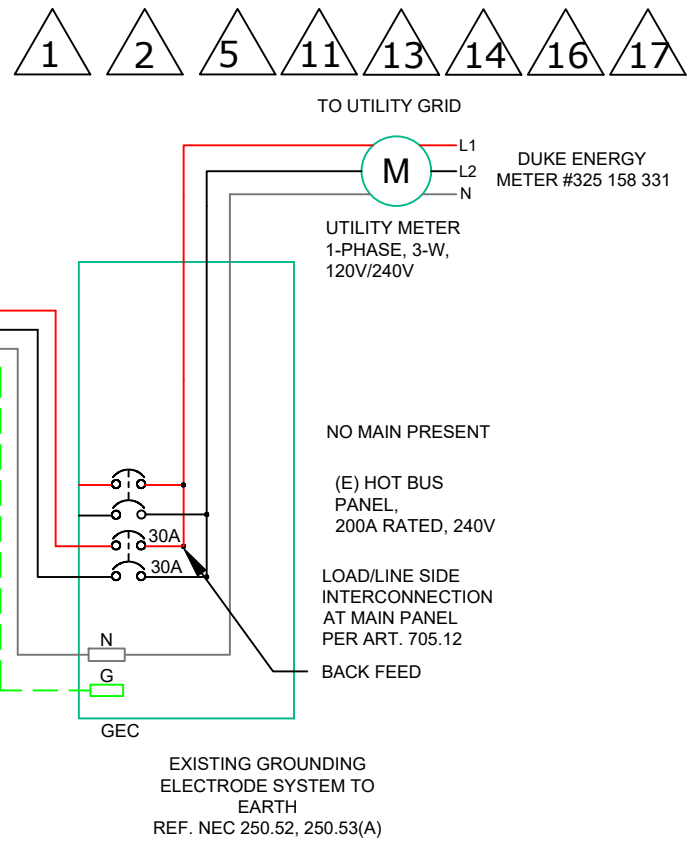 1 2 5 11 13 14 16 17
TO UTILITY GRID
L1
M
L2
N
DUKE ENERGY
METER #325 158 331
UTILITY METER
1-PHASE, 3-W,
120V/240V
NO MAIN PRESENT
(E) HOT BUS
PANEL,
200A RATED, 240V
30A
30A
LOAD/LINE SIDE
INTERCONNECTION
AT MAIN PANEL
PER ART. 705.12
N
BACK FEED
G
GEC
EXISTING GROUNDING
ELECTRODE SYSTEM TO
EARTH
REF. NEC 250.52, 250.53(A)